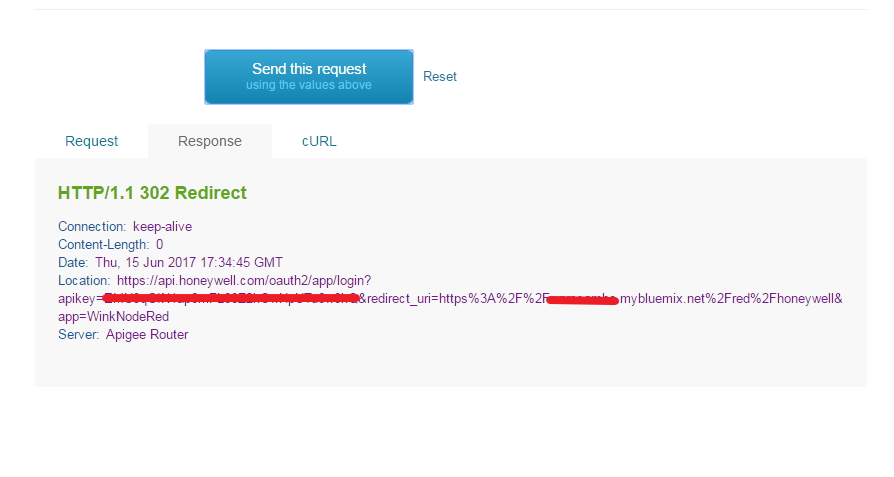 Send this request
using the values above
Reset
Request
Response
cURL
HTTP/1.1 302 Redirect
Connection: keep-alive
Content-Length: 0
Date: Thu, 15 Jun 2017 17:34:45 GMT
Location: https://api.honeywell.com/oauth2/app/login?
apikey= &redirect_uri=https%3A%2F%2F .mybluemix.net%2Fred%2Fhoneywell&
app=WinkNodeRed
Server: Apigee Router